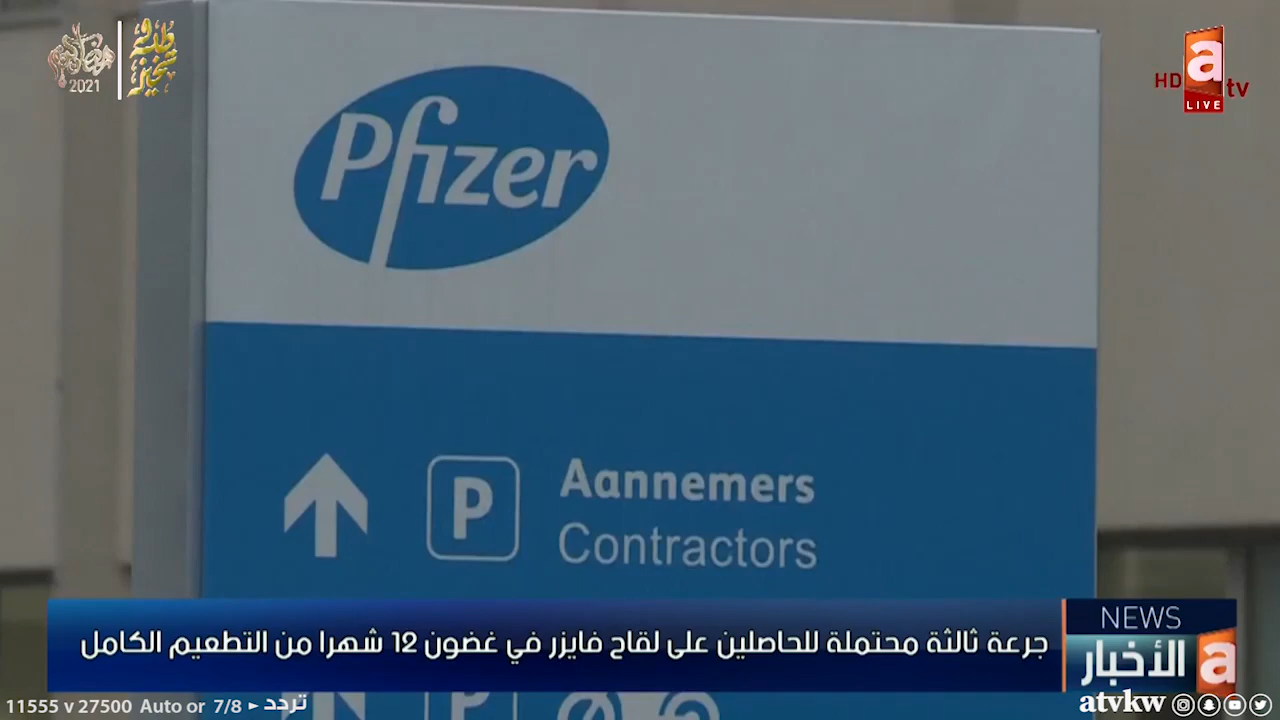 2021
HD a tv
LIVE
Pfizer
P Aannemers
Contractors
جرعة ثالثة محتملة للحاصلين على لقاح فايزر في غضون 12 شهرا من التطعيم الكامل
NEWS
الأخبار a
11555 v 27500 Auto or 7/8 ► تردد
atvkw